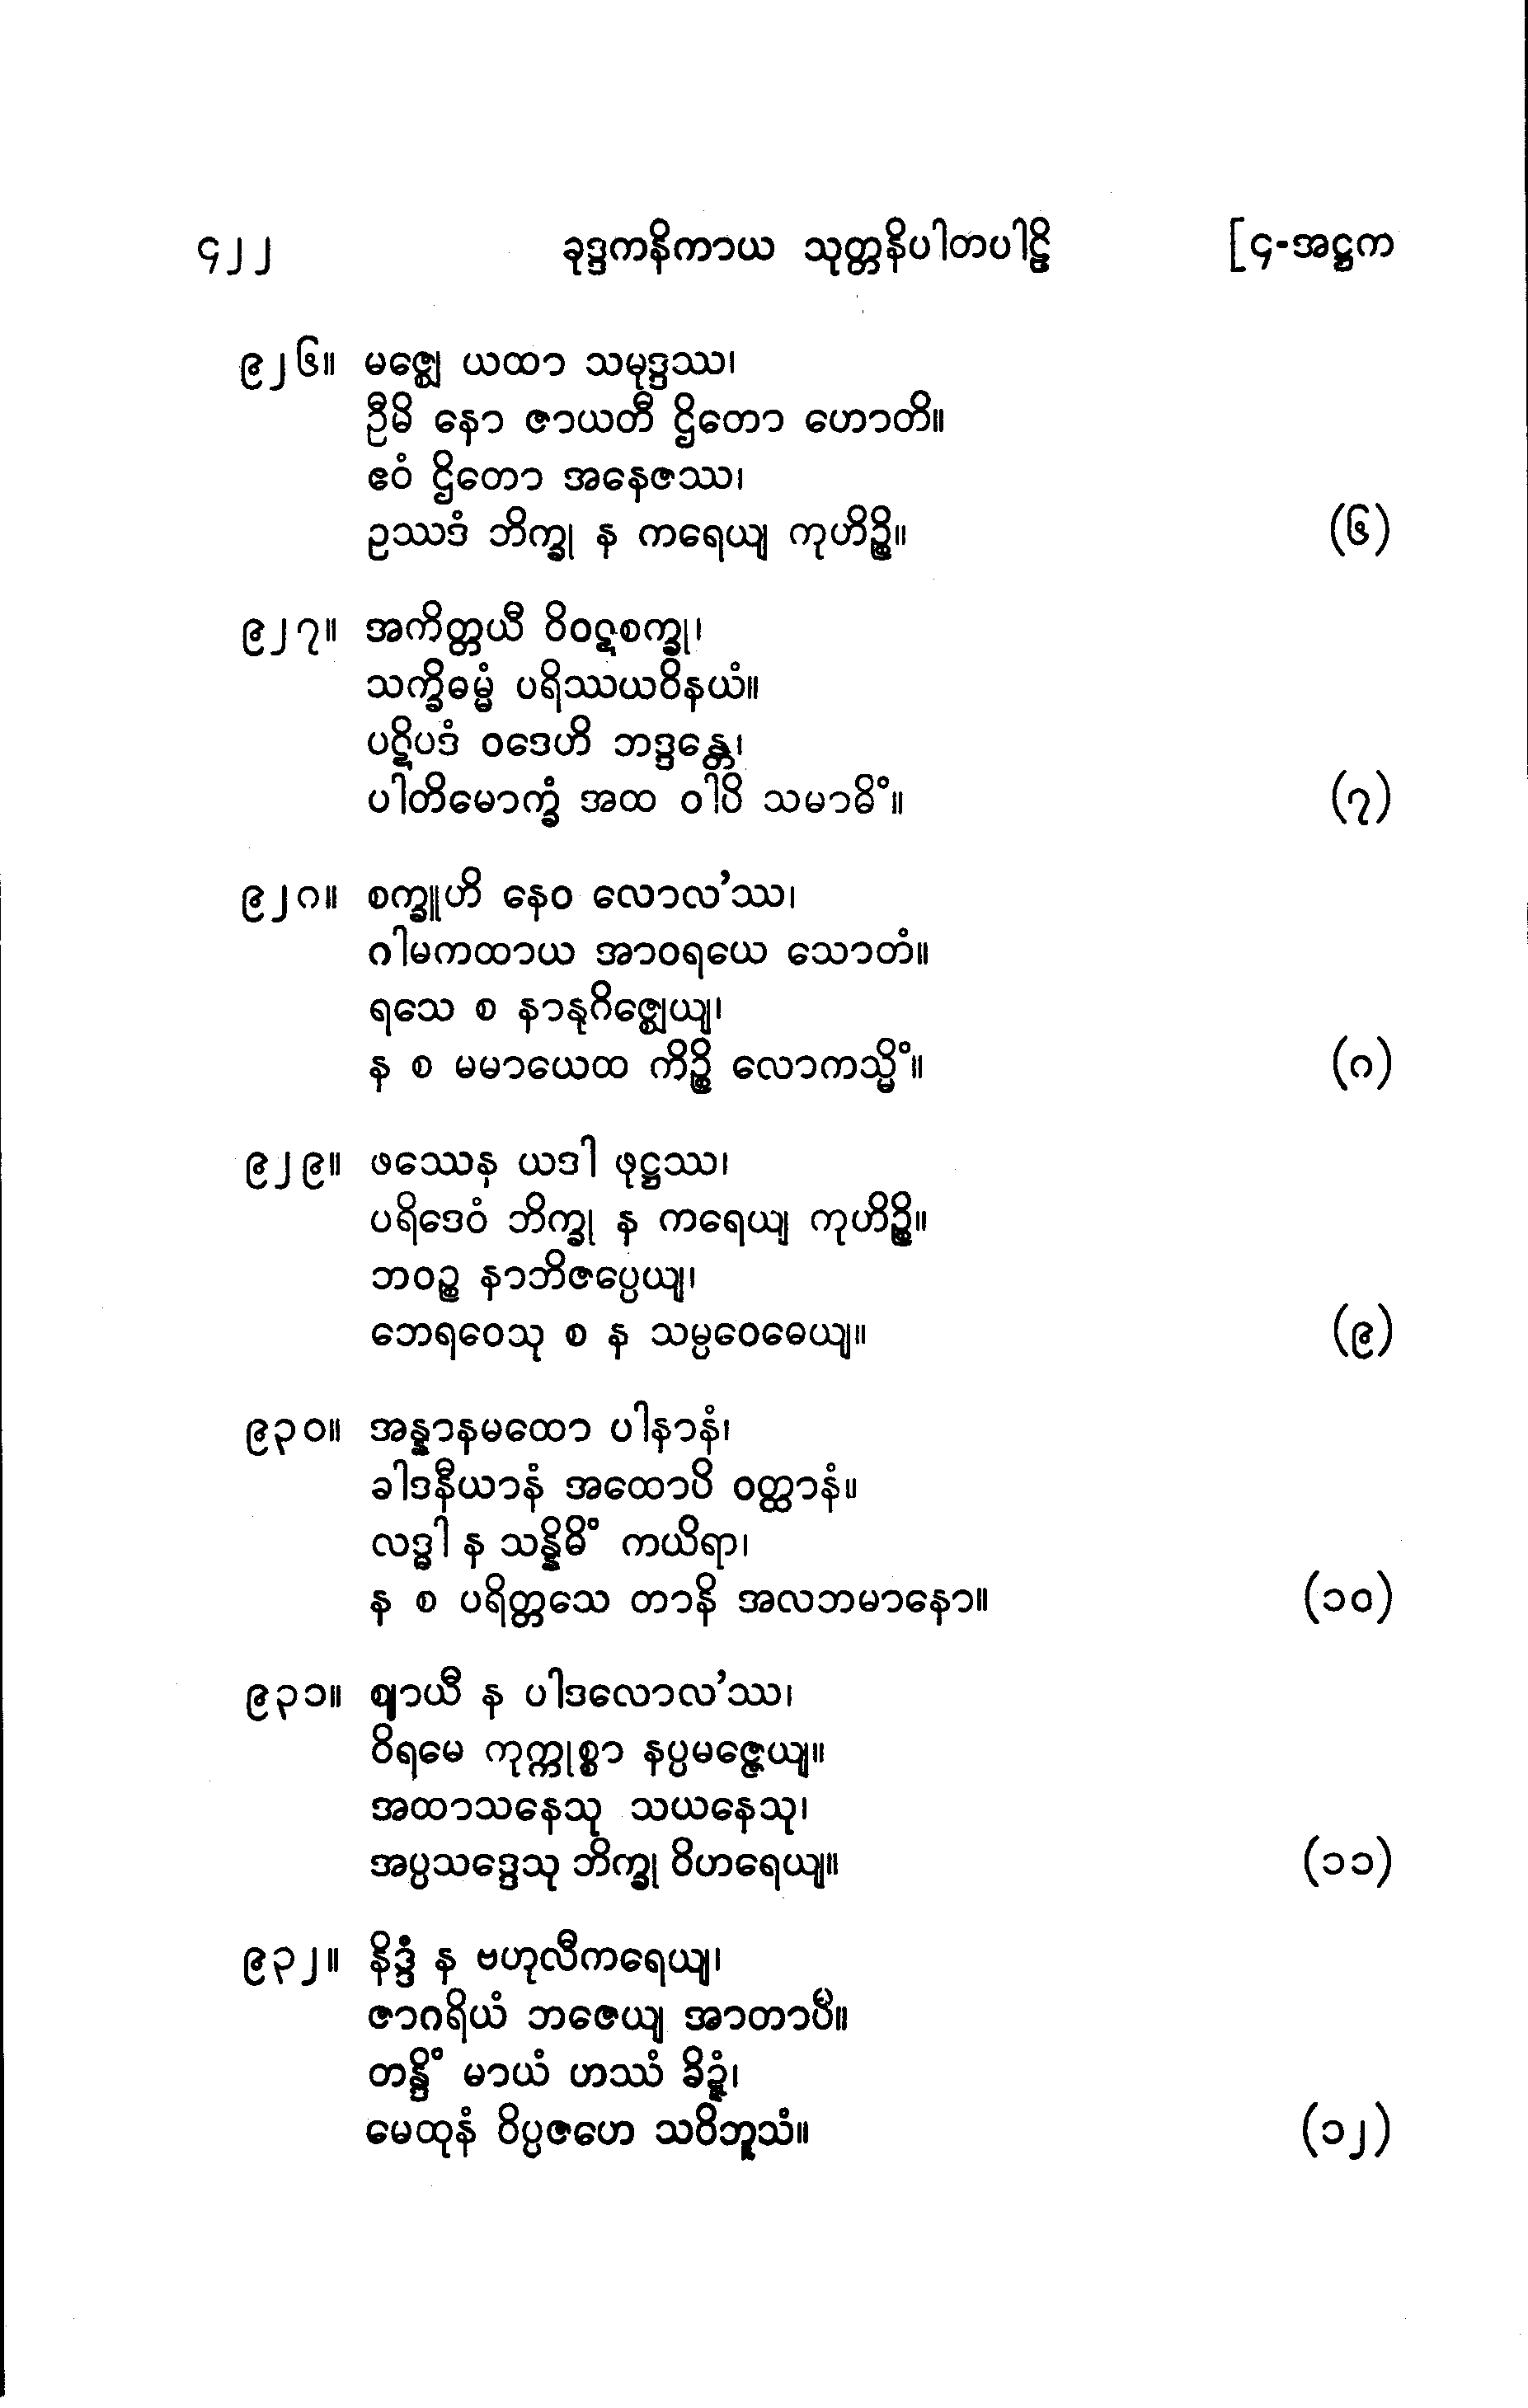 ၄၂၂ ခုဒ္ဒကနိကာယ သုတ္တနိပါတပါဠိ [၄-အဋ္ဌက
၉၂၆။ မဇ္ဈေ ယထာ သမုဒ္ဒဿ၊
ဦမိ နော ဇာယတီ ဌိတော ဟောတိ။
ဧဝံ ဌိတော အနေဇဿ၊
ဥဿဒံ ဘိက္ခု န ကရေယျ ကုဟိဉ္စိ။ (၆)
၉၂၇။ အကိတ္တယီ ဝိဝဋစက္ခု၊
သက္ခိဓမ္မံ ပရိဿယဝိနယံ။
ပဋိပဒံ ဝဒေဟိ ဘဒ္ဒန္တေ၊
ပါတိမောက္ခံ အထ ဝါပိ သမာဓိံ။ (၇)
၉၂၈။ စက္ခူဟိ နေဝ လောလ'ဿ၊
ဂါမကထာယ အာဝရယေ သောတံ။
ရသေ စ နာနုဂိဇ္ဈေယျ၊
န စ မမာယေထ ကိဉ္စိ လောကသ္မိံ။ (၈)
၉၂၉။ ဖဿေန ယဒါ ဖုဋ္ဌဿ၊
ပရိဒေဝံ ဘိက္ခု န ကရေယျ ကုဟိဉ္စိ။
ဘဝဉ္စ နာဘိဇပ္ပေယျ၊
ဘေရဝေသု စ န သမ္ပဝေဓေယျ။ (၉)
၉၃၀။ အန္နာနမထော ပါနာနံ၊
ခါဒနီယာနံ အထောပိ ဝတ္ထာနံ။
လဒ္ဓါ န သန္နိဓိံ ကယိရာ၊
န စ ပရိတ္တသေ တာနိ အလဘမာနော။ (၁၀)
၉၃၁။ ဈာယီ န ပါဒလောလ'ဿ၊
ဝိရမေ ကုက္ကုစ္စာ နပ္ပမဇ္ဇေယျ။
အထာသနေသု သယနေသု၊
အပ္ပသဒ္ဒေသု ဘိက္ခု ဝိဟရေယျ။ (၁၁)
၉၃၂။ နိဒ္ဒံ န ဗဟုလီကရေယျ၊
ဇာဂရိယံ ဘဇေယျ အာတာပီ။
တန္ဒိံ မာယံ ဟဿံ ခိဍ္ဍံ၊
မေထုနံ ဝိပ္ပဇဟေ သဝိဘူသံ။ (၁၂)